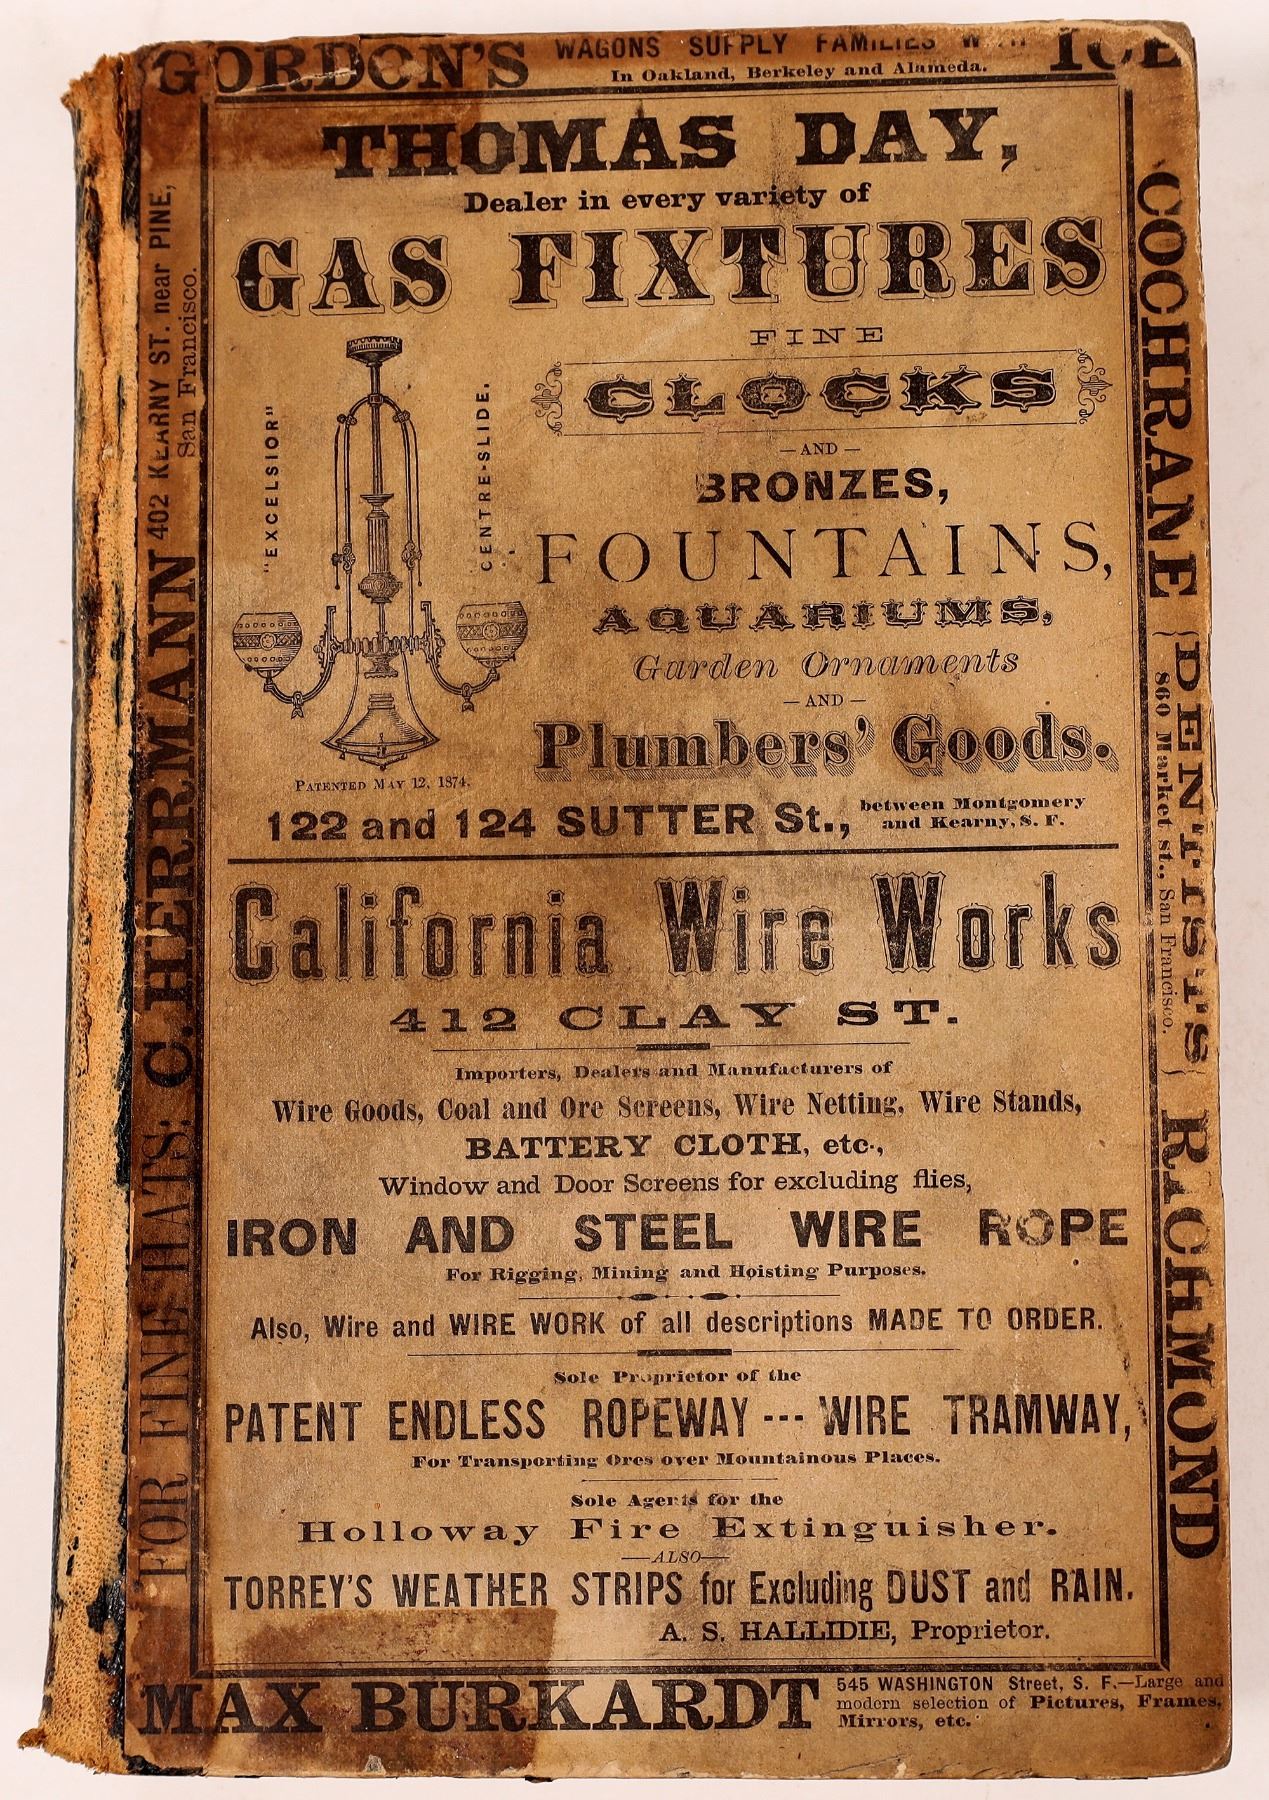 GORDON'S WAGONS SUPPLY FAMILIES WITH ICE
In Oakland, Berkeley and Alameda.
THOMAS DAY,
Dealer in every variety of
GAS FIXTURES
FINE
CLOCKS
— AND —
BRONZES,
FOUNTAINS,
AQUARIUMS,
Garden Ornaments
— AND —
Plumbers' Goods.
"EXCELSIOR"
CENTRE-SLIDE.
PATENTED MAY 12, 1874.
122 and 124 SUTTER St., between Montgomery
and Kearny, S. F.
California Wire Works
412 CLAY ST.
Importers, Dealers and Manufacturers of
Wire Goods, Coal and Ore Screens, Wire Netting, Wire Stands,
BATTERY CLOTH, etc.,
Window and Door Screens for excluding flies,
IRON AND STEEL WIRE ROPE
For Rigging, Mining and Hoisting Purposes.
Also, Wire and WIRE WORK of all descriptions MADE TO ORDER.
Sole Proprietor of the
PATENT ENDLESS ROPEWAY --- WIRE TRAMWAY,
For Transporting Ores over Mountainous Places.
Sole Agents for the
Holloway Fire Extinguisher.
—ALSO—
TORREY'S WEATHER STRIPS for Excluding DUST and RAIN.
A. S. HALLIDIE, Proprietor.
MAX BURKARDT 545 WASHINGTON Street, S. F.—Large and
modern selection of Pictures, Frames,
Mirrors, etc.
FOR FINE HATS: C. HERRMANN 402 KEARNY ST. near PINE,
San Francisco.
COCHRANE {DENTISTS} RICHMOND
860 Market st., San Francisco.